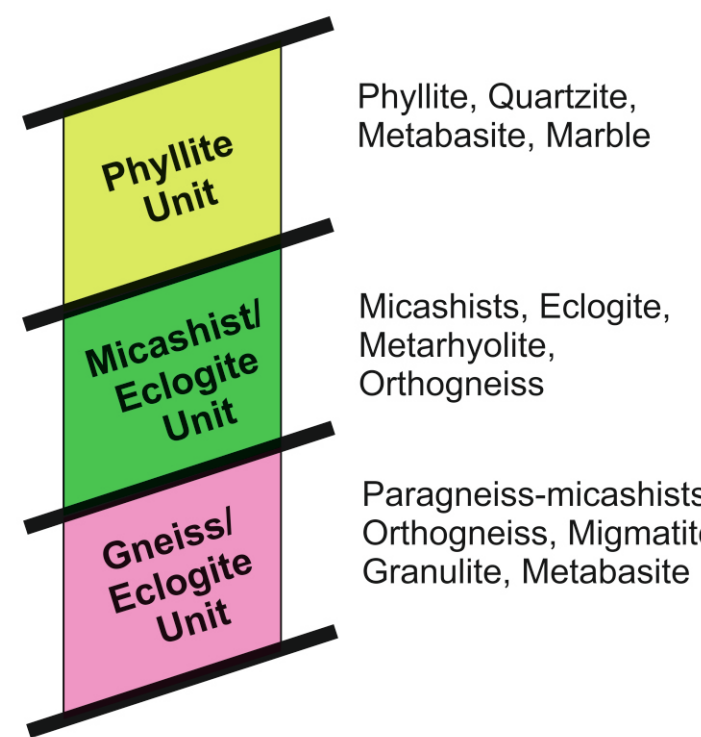 Phyllite
Unit
Phyllite, Quartzite,
Metabasite, Marble
Micashist/
Eclogite
Unit
Micashists, Eclogite,
Metarhyolite,
Orthogneiss
Gneiss/
Eclogite
Unit
Paragneiss-micashists
Orthogneiss, Migmatite
Granulite, Metabasite